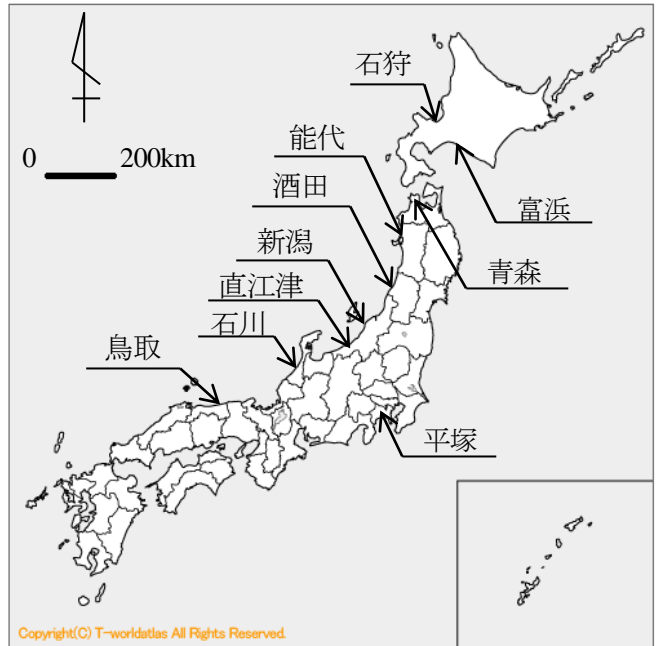 石狩
能代
0 200km
酒田
富浜
新潟
青森
直江津
石川
鳥取
平塚
Copyright(C) T-worldatlas All Rights Reserved.